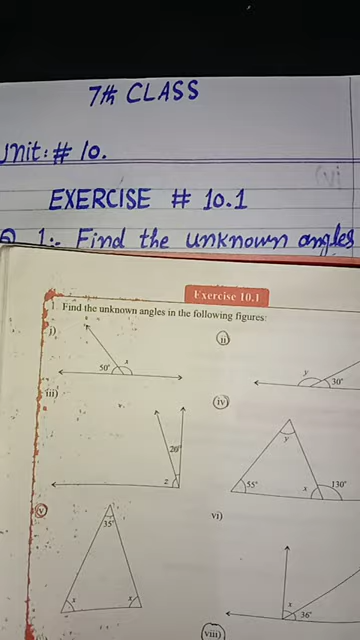 7th CLASS
Unit:# 10.
(vi
EXERCISE # 10.1
Q 1:- Find the unknown angles
Exercise 10.1
1. Find the unknown angles in the following figures:
i)
ii
50° x
y 30°
iii)
iv)
20°
z
y
55° x 130°
v
vi)
35°
x x
x 36°
viii)